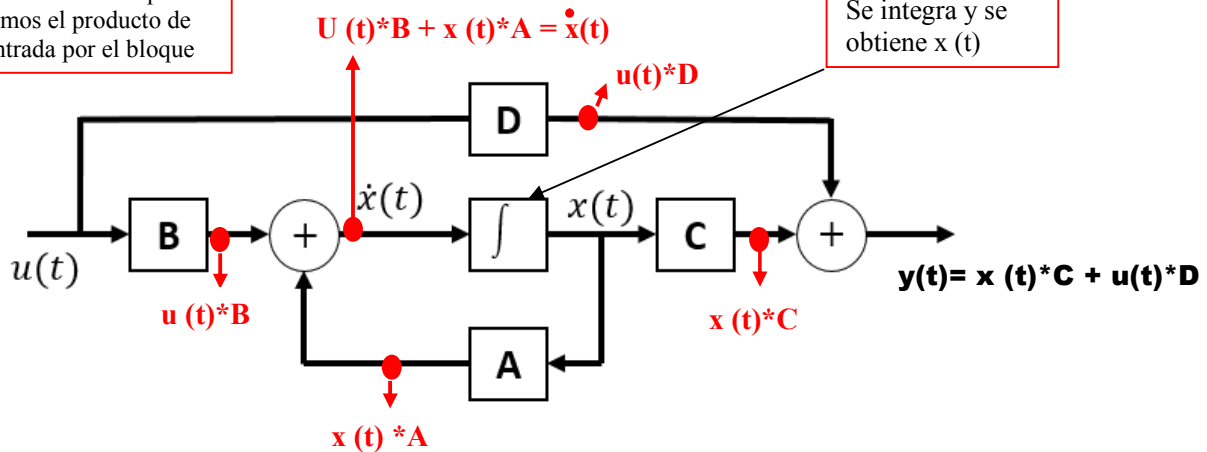 mos el producto de
ntrada por el bloque
U (t)*B + x (t)*A = ẋ(t)
Se integra y se
obtiene x (t)
u(t)*D
D
B
+
ẋ(t)
∫
x(t)
C
+
u(t)
y(t)= x (t)*C + u(t)*D
u (t)*B
x (t)*C
A
x (t) *A